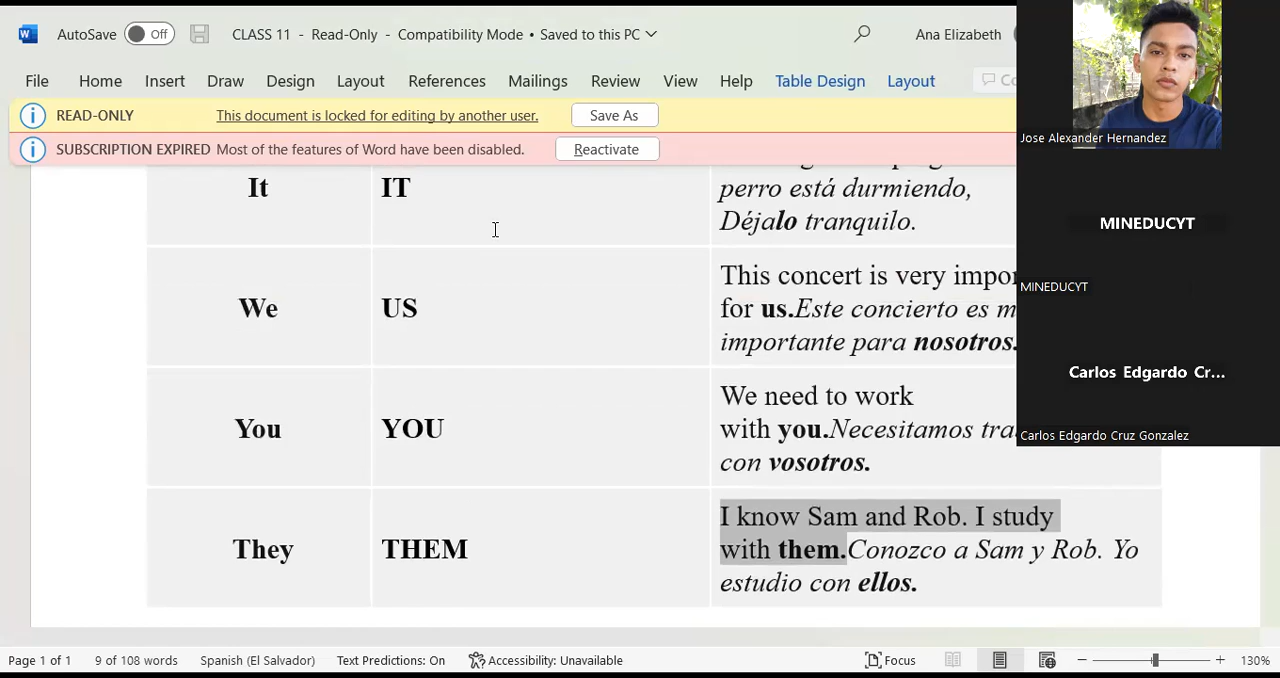 AutoSave Off CLASS 11 - Read-Only - Compatibility Mode • Saved to this PC Ana Elizabeth
File Home Insert Draw Design Layout References Mailings Review View Help Table Design Layout
READ-ONLY This document is locked for editing by another user. Save As
SUBSCRIPTION EXPIRED Most of the features of Word have been disabled. Reactivate
It IT
perro está durmiendo,
Déjalo tranquilo.
We US
This concert is very
for us.Este concierto es
importante para nosotros.
You YOU
We need to work
with you.Necesitamos
con vosotros.
They THEM
I know Sam and Rob. I study
with them.Conozco a Sam y Rob. Yo
estudio con ellos.
Jose Alexander Hernandez
MINEDUCYT
MINEDUCYT
Carlos Edgardo Cr...
Carlos Edgardo Cruz Gonzalez
Page 1 of 1 9 of 108 words Spanish (El Salvador) Text Predictions: On Accessibility: Unavailable Focus 130%